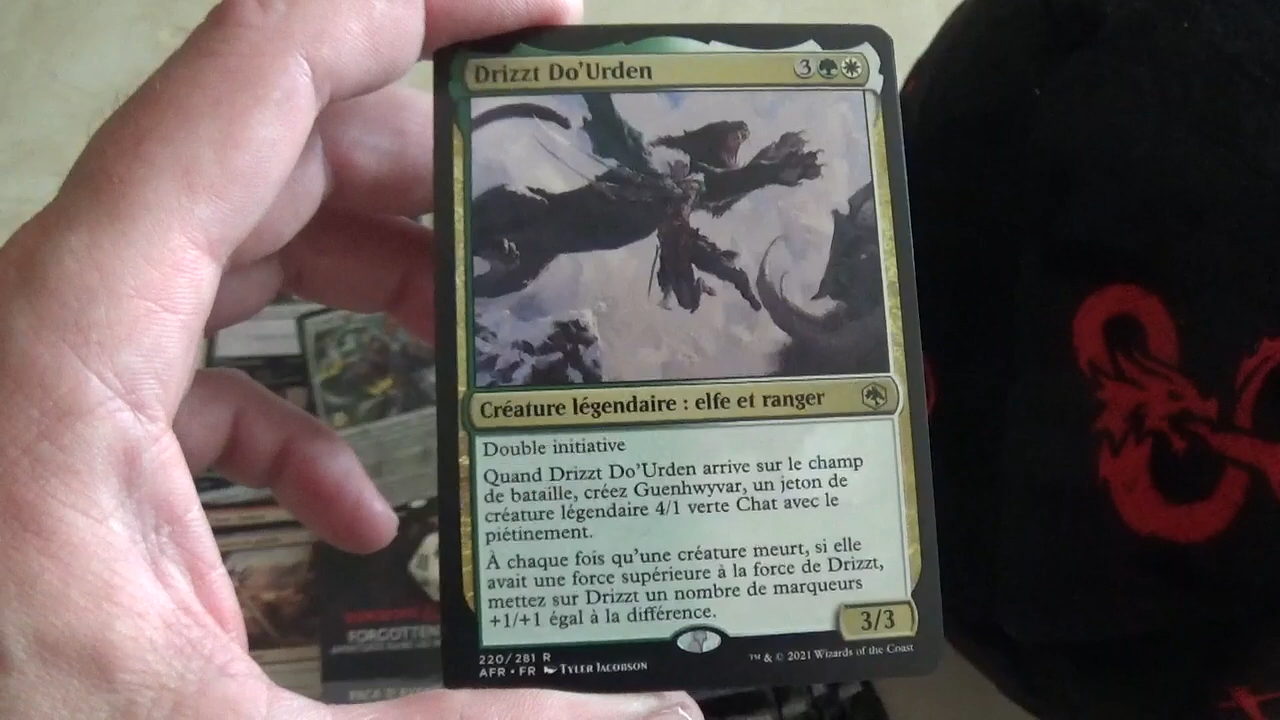 Drizzt Do'Urden 3
Créature légendaire : elfe et ranger
Double initiative
Quand Drizzt Do'Urden arrive sur le champ
de bataille, créez Guenhwyvar, un jeton de
créature légendaire 4/1 verte Chat avec le
piétinement.
À chaque fois qu'une créature meurt, si elle
avait une force supérieure à la force de Drizzt,
mettez sur Drizzt un nombre de marqueurs
+1/+1 égal à la différence.
3/3
220/281 R
AFR • FR Tyler Jacobson
™ & © 2021 Wizards of the Coast
FORGOTTEN